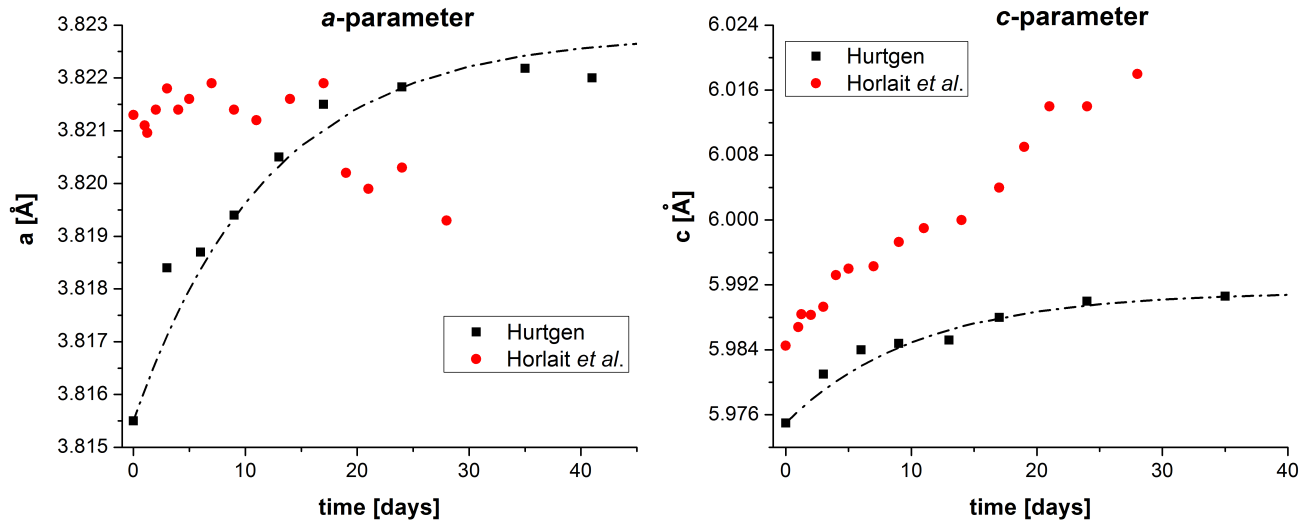 a-parameter
3.823
3.822
3.821
3.820
3.819
3.818
3.817
3.816
3.815
a [Å]
Hurtgen
Horlait et al.
0 10 20 30 40
time [days]
c-parameter
6.024
6.016
6.008
6.000
5.992
5.984
5.976
c [Å]
Hurtgen
Horlait et al.
0 10 20 30 40
time [days]